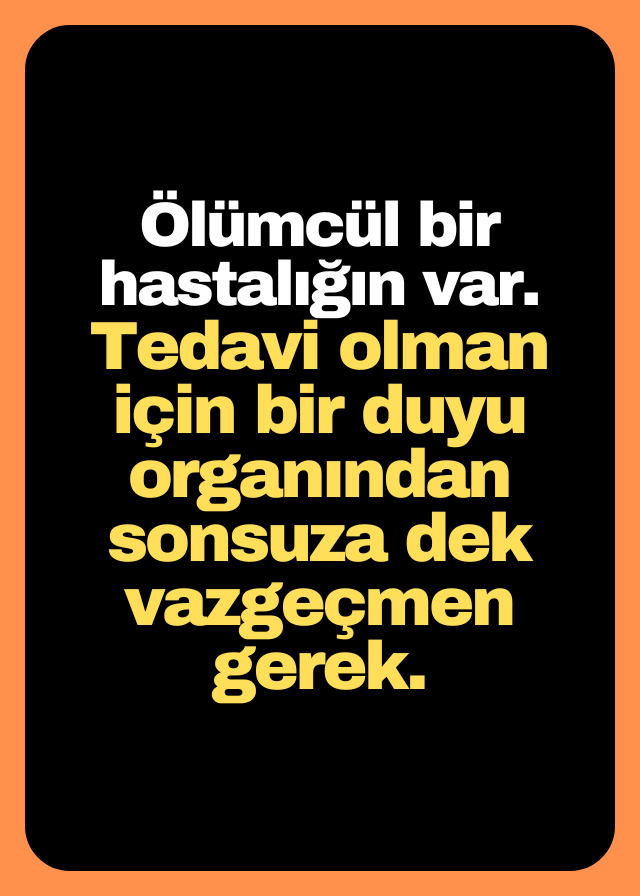 Ölümcül bir
hastalığın var.
Tedavi olman
için bir duyu
organından
sonsuza dek
vazgeçmen
gerek.